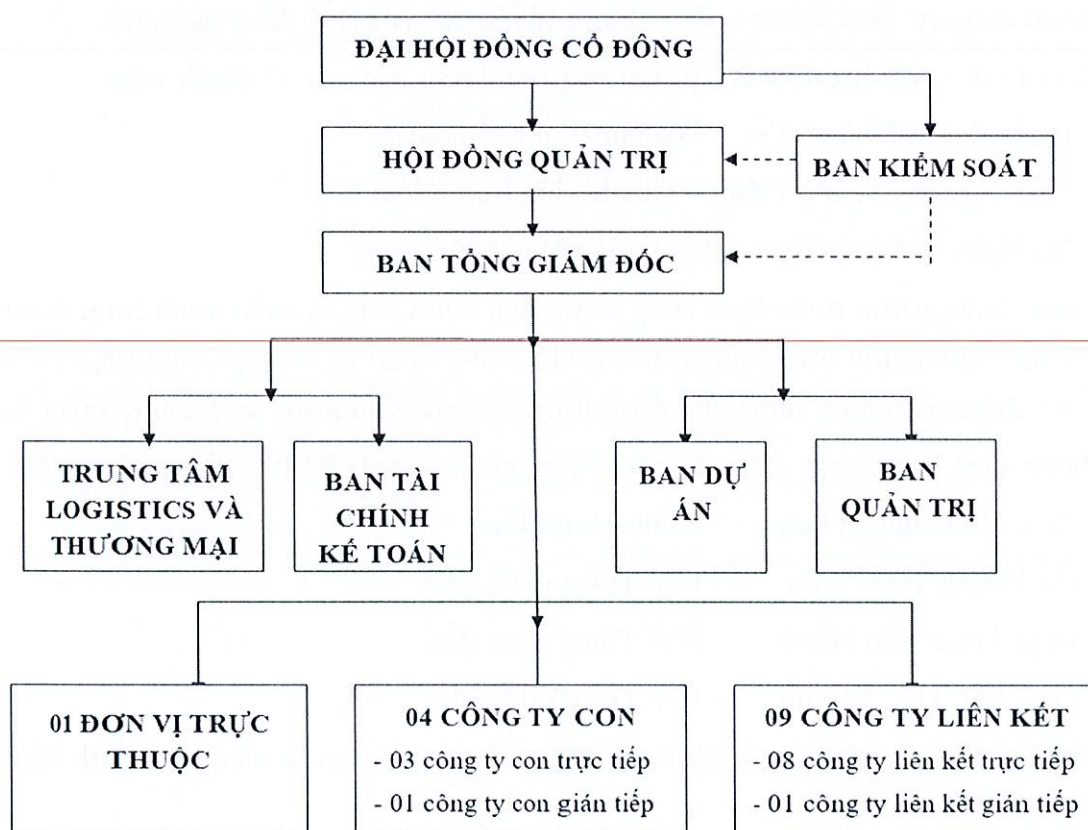 ĐẠI HỘI ĐỒNG CỔ ĐÔNG
HỘI ĐỒNG QUẢN TRỊ
BAN KIỂM SOÁT
BAN TỔNG GIÁM ĐỐC
TRUNG TÂM
LOGISTICS VÀ
THƯƠNG MẠI
BAN TÀI
CHÍNH
KẾ TOÁN
BAN DỰ
ÁN
BAN
QUẢN TRỊ
01 ĐƠN VỊ TRỰC
THUỘC
04 CÔNG TY CON
- 03 công ty con trực tiếp
- 01 công ty con gián tiếp
09 CÔNG TY LIÊN KẾT
- 08 công ty liên kết trực tiếp
- 01 công ty liên kết gián tiếp